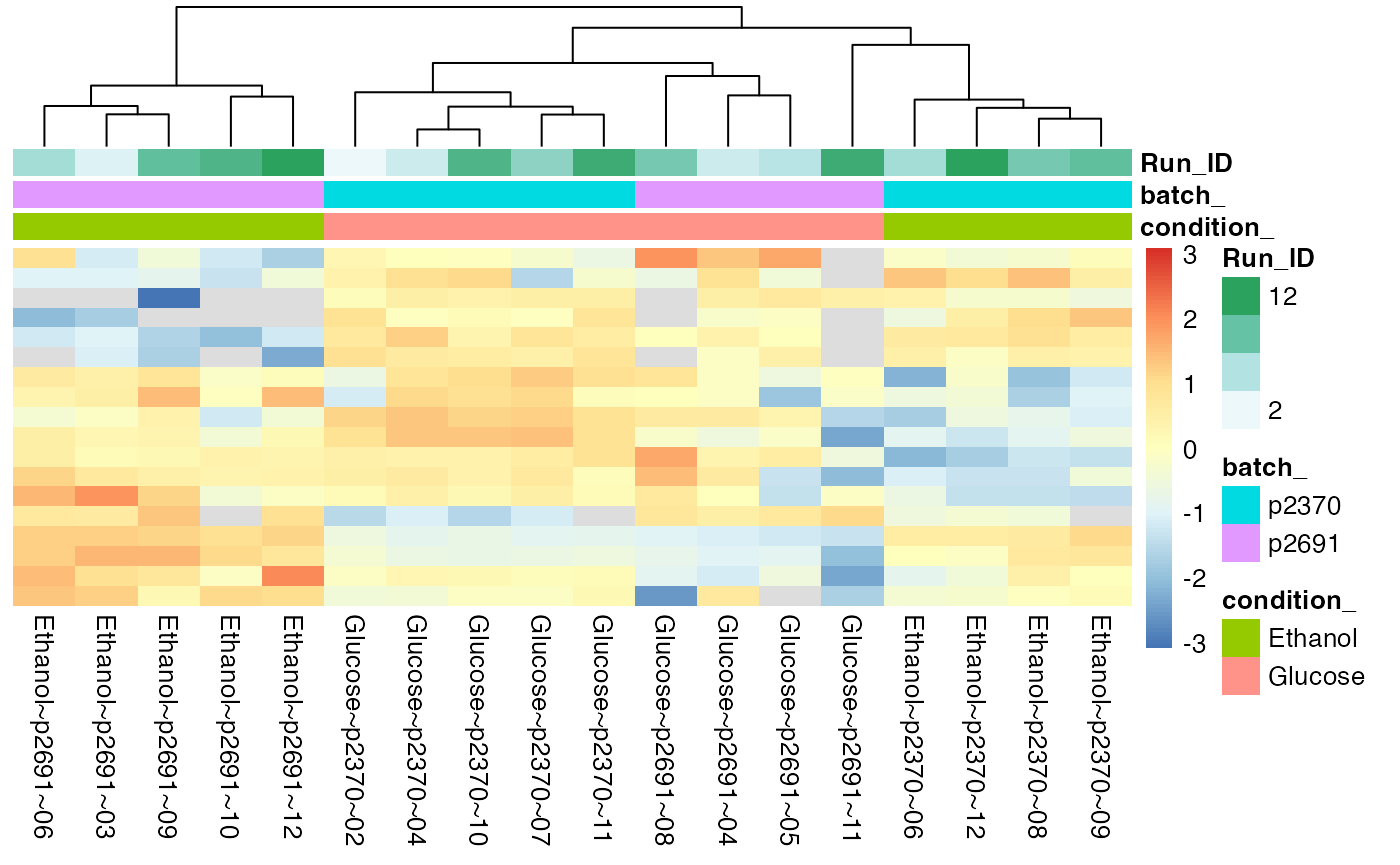 Run_ID
batch_
condition_
3
2
1
0
-1
-2
-3
Run_ID
12
2
batch_
p2370
p2691
condition_
Ethanol
Glucose
Ethanol~p2691~06
Ethanol~p2691~03
Ethanol~p2691~09
Ethanol~p2691~10
Ethanol~p2691~12
Glucose~p2370~02
Glucose~p2370~04
Glucose~p2370~10
Glucose~p2370~07
Glucose~p2370~11
Glucose~p2691~08
Glucose~p2691~04
Glucose~p2691~05
Glucose~p2691~11
Ethanol~p2370~06
Ethanol~p2370~12
Ethanol~p2370~08
Ethanol~p2370~09